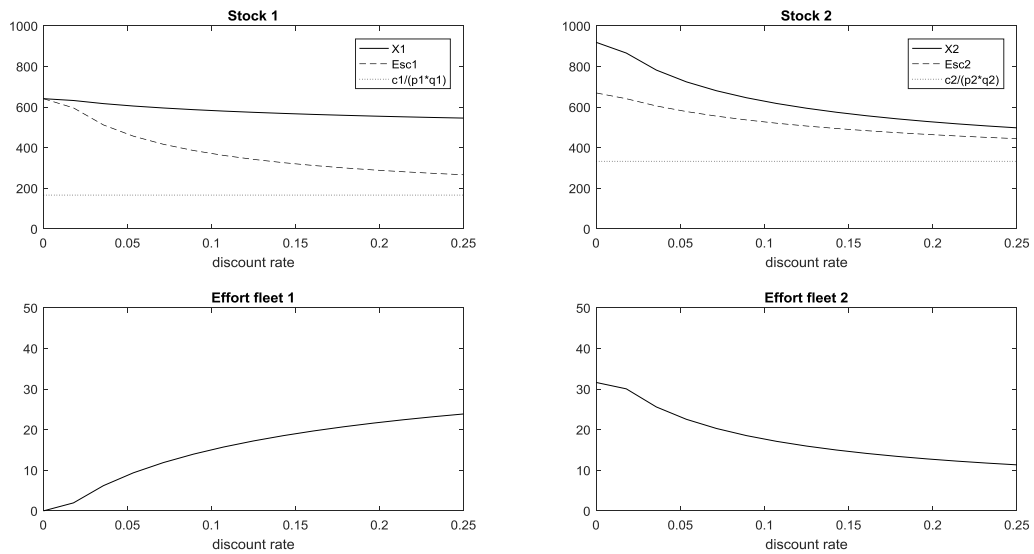 Stock 1
1000
800
600
400
200
0
X1
Esc1
c1/(p1*q1)
0 0.05 0.1 0.15 0.2 0.25
discount rate
Stock 2
1000
800
600
400
200
0
X2
Esc2
c2/(p2*q2)
0 0.05 0.1 0.15 0.2 0.25
discount rate
Effort fleet 1
50
40
30
20
10
0
0 0.05 0.1 0.15 0.2 0.25
discount rate
Effort fleet 2
50
40
30
20
10
0
0 0.05 0.1 0.15 0.2 0.25
discount rate